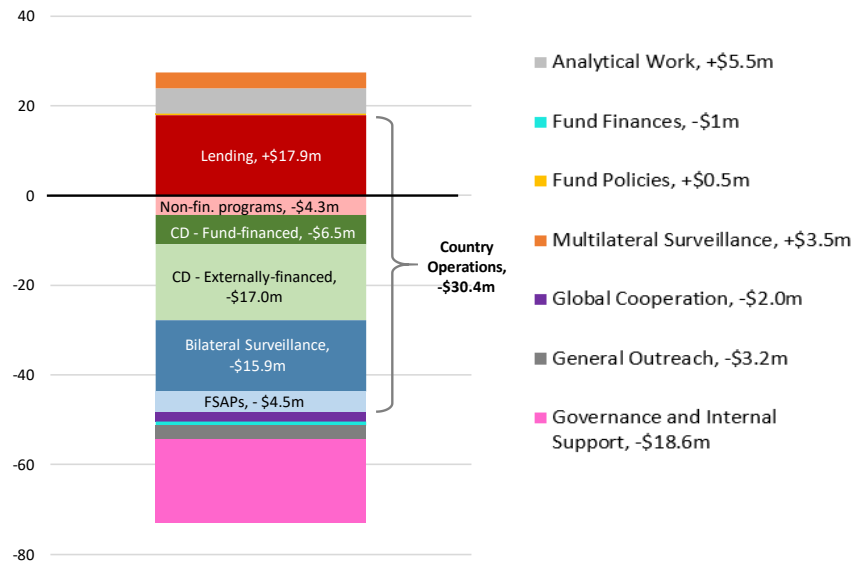 40
20
0
-20
-40
-60
-80
Lending, +$17.9m
Non-fin. programs, -$4.3m
CD - Fund-financed, -$6.5m
CD - Externally-financed,
-$17.0m
Bilateral Surveillance,
-$15.9m
FSAPs, - $4.5m
Country
Operations,
-$30.4m
Analytical Work, +$5.5m
Fund Finances, -$1m
Fund Policies, +$0.5m
Multilateral Surveillance, +$3.5m
Global Cooperation, -$2.0m
General Outreach, -$3.2m
Governance and Internal
Support, -$18.6m